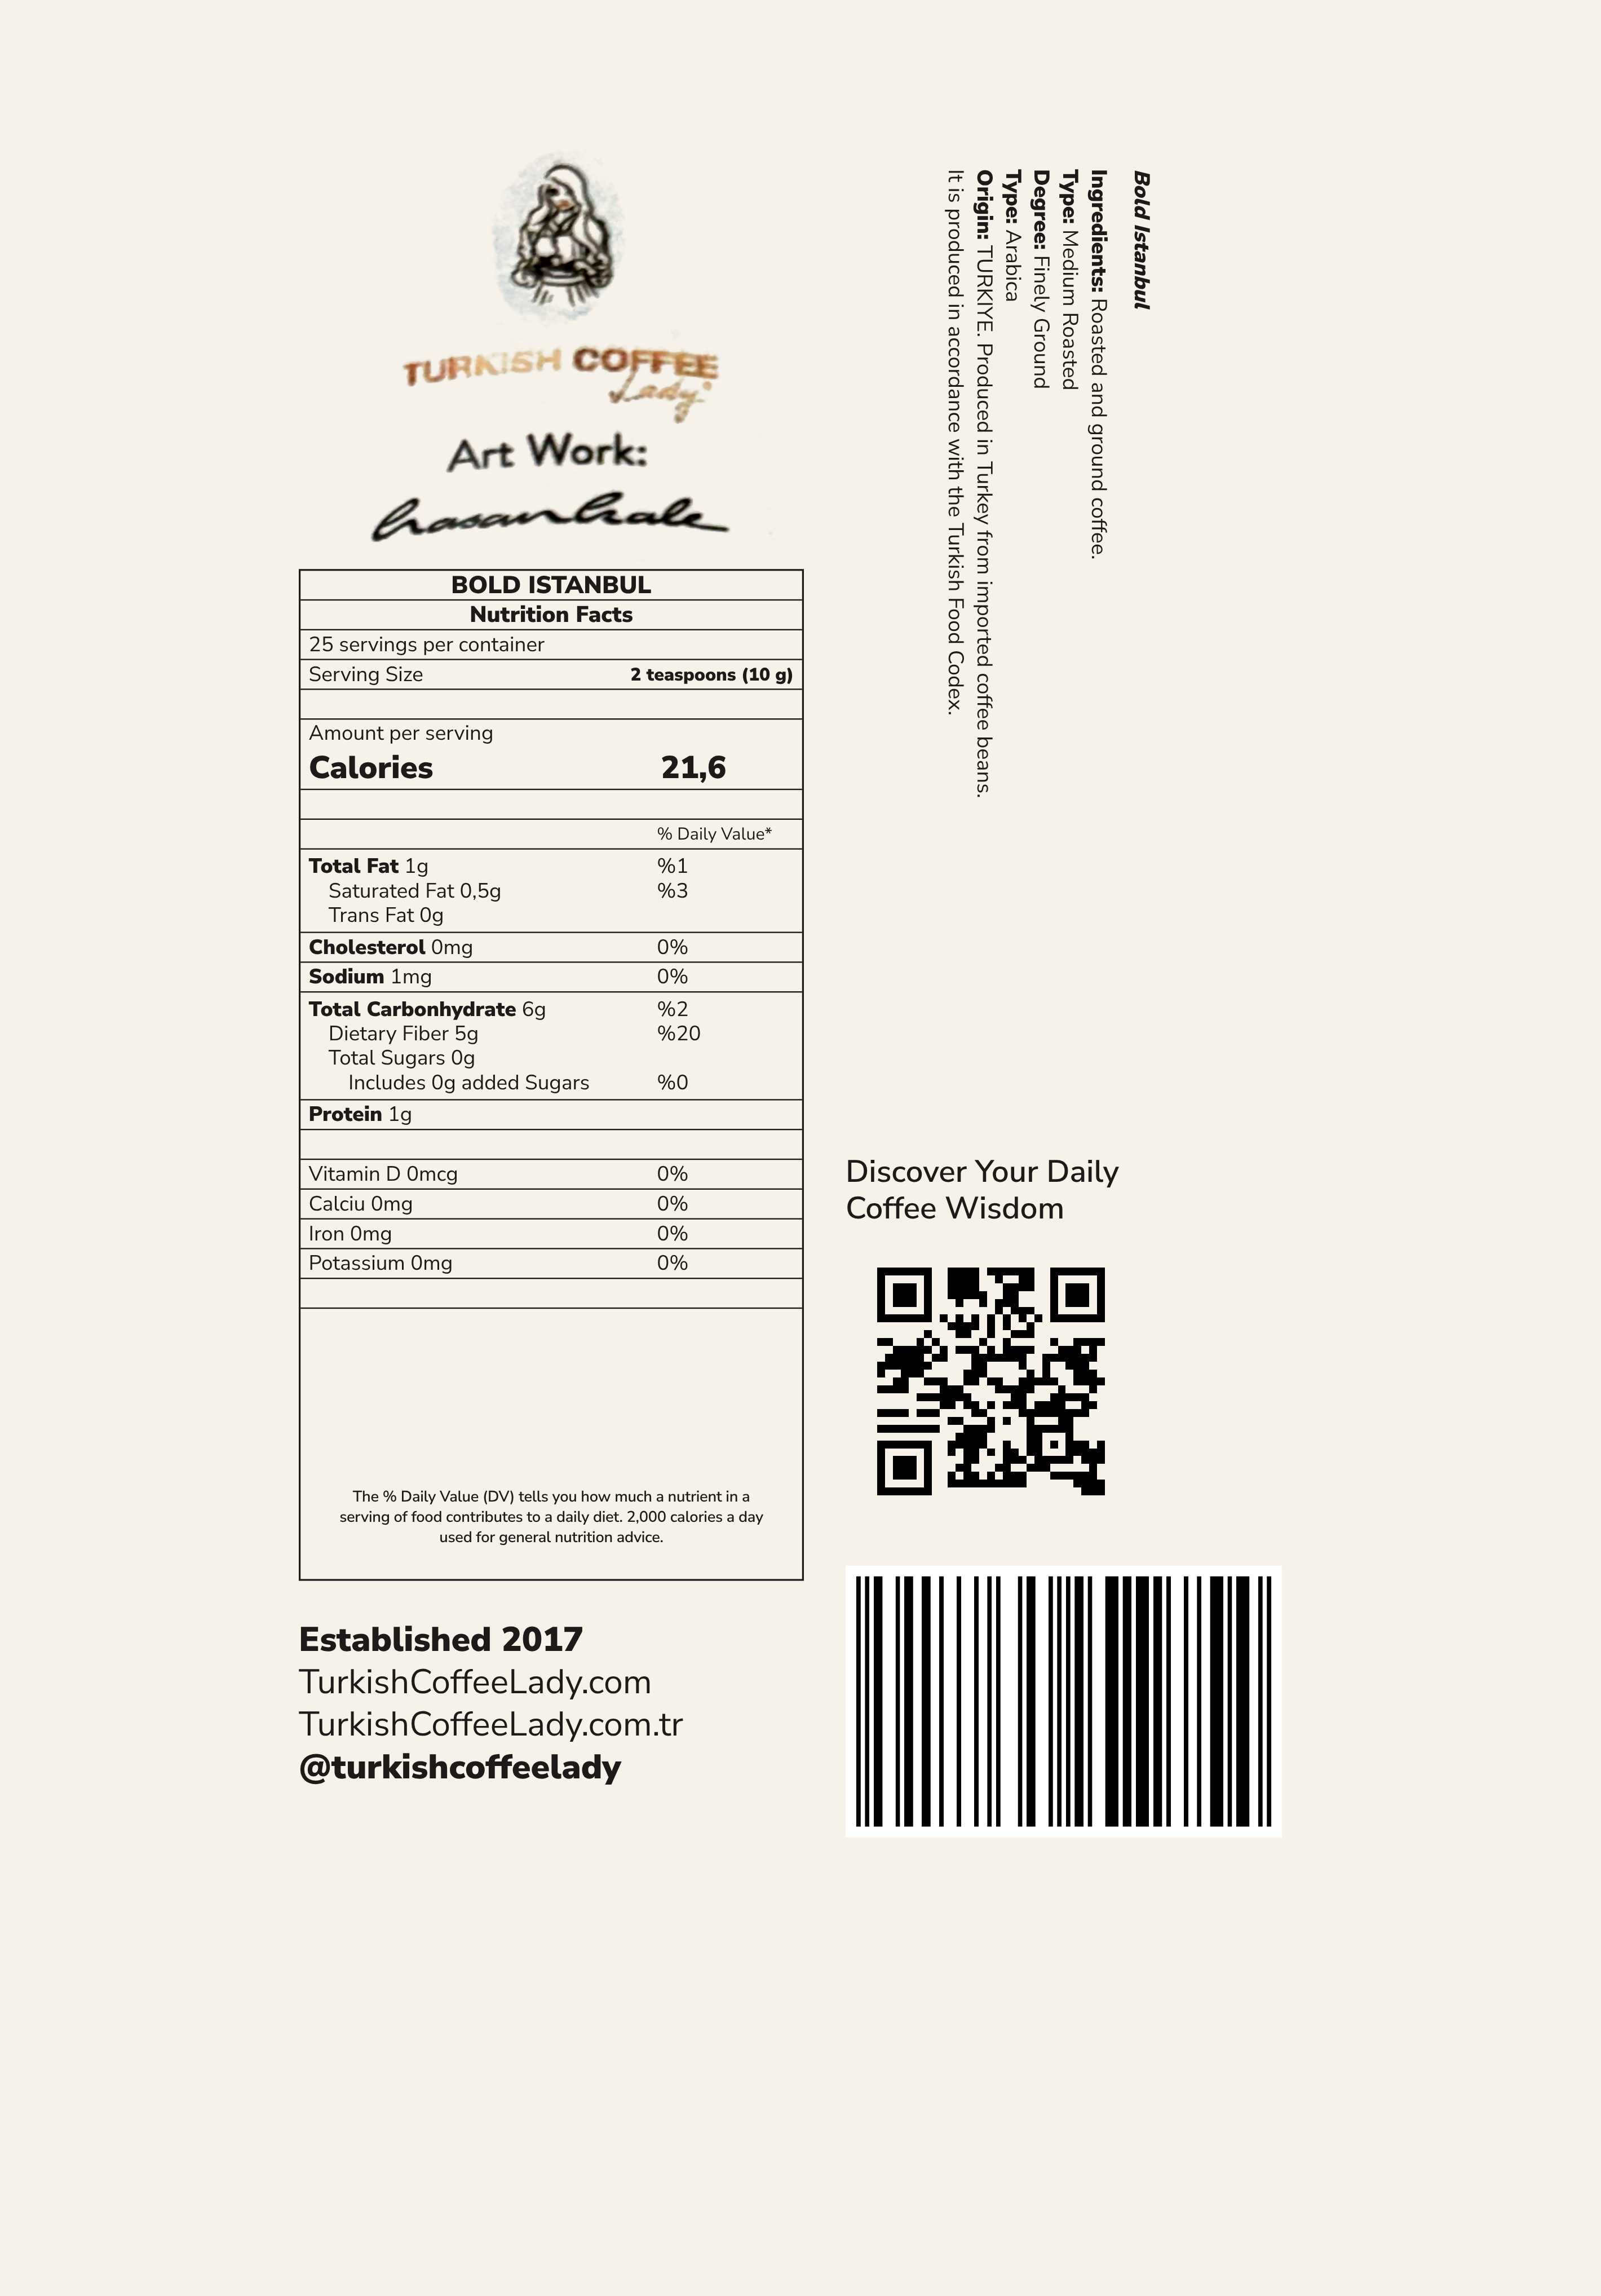 TURKISH COFFEE
Lady
Art Work:
hasan kale
BOLD ISTANBUL
Nutrition Facts
25 servings per container
Serving Size 2 teaspoons (10 g)
Amount per serving
Calories 21,6
% Daily Value*
Total Fat 1g %1
Saturated Fat 0,5g %3
Trans Fat 0g
Cholesterol 0mg 0%
Sodium 1mg 0%
Total Carbonhydrate 6g %2
Dietary Fiber 5g %20
Total Sugars 0g
Includes 0g added Sugars %0
Protein 1g
Vitamin D 0mcg 0%
Calciu 0mg 0%
Iron 0mg 0%
Potassium 0mg 0%
The % Daily Value (DV) tells you how much a nutrient in a
serving of food contributes to a daily diet. 2,000 calories a day
used for general nutrition advice.
Established 2017
TurkishCoffeeLady.com
TurkishCoffeeLady.com.tr
@turkishcoffeelady
Bold Istanbul
Ingredients: Roasted and ground coffee.
Type: Medium Roasted
Degree: Finely Ground
Type: Arabica
Origin: TURKIYE. Produced in Turkey from imported coffee beans.
It is produced in accordance with the Turkish Food Codex.
Discover Your Daily
Coffee Wisdom